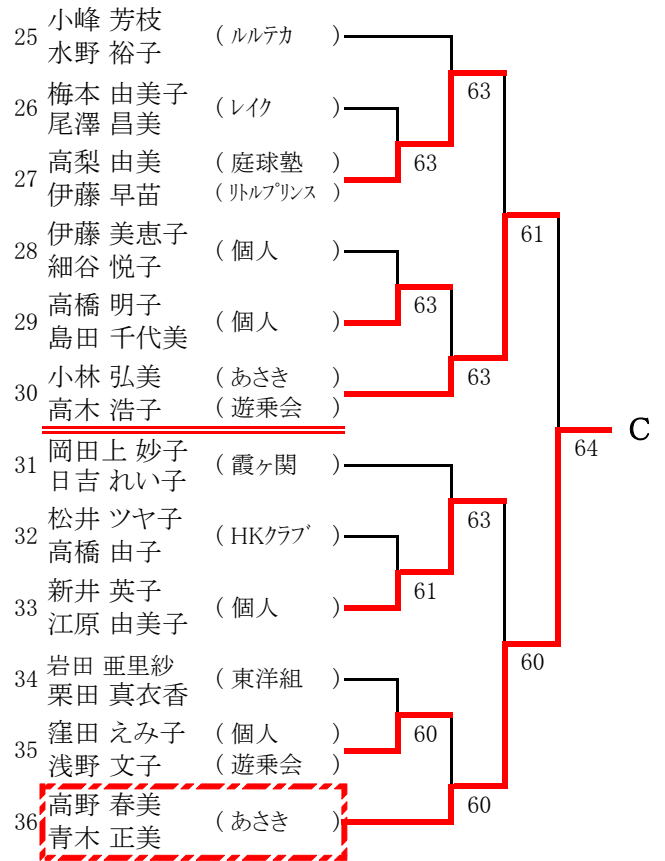 25 小峰 芳枝 ( ルルテカ )
水野 裕子
63
26 梅本 由美子 ( レイク )
尾澤 昌美
63
27 高梨 由美 ( 庭球塾 )
伊藤 早苗 ( リトルプリンス )
61
28 伊藤 美恵子 ( 個人 )
細谷 悦子
63
29 高橋 明子 ( 個人 )
島田 千代美
63
30 小林 弘美 ( あさき )
高木 浩子 ( 遊乗会 )
C
64
31 岡田上 妙子 ( 霞ヶ関 )
日吉 れい子
63
32 松井 ツヤ子 ( HKクラブ )
高橋 由子
61
33 新井 英子 ( 個人 )
江原 由美子
60
34 岩田 亜里紗 ( 東洋組 )
栗田 真衣香
60
35 窪田 えみ子 ( 個人 )
浅野 文子 ( 遊乗会 )
60
36 高野 春美 ( あさき )
青木 正美